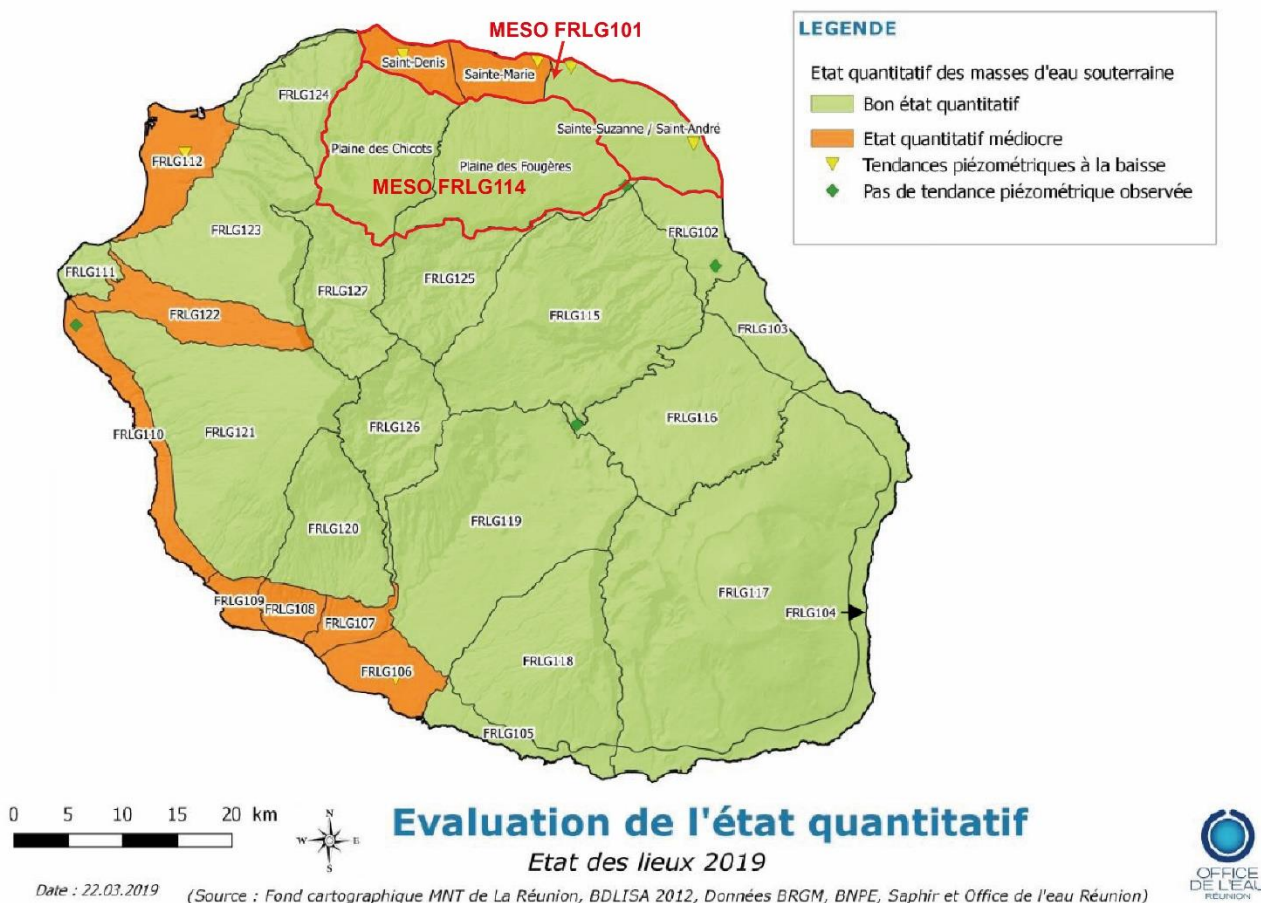 MESO FRLG101
Saint-Denis
Sainte-Marie
FRLG124
Sainte-Suzanne / Saint-André
Plaine des Chicots
Plaine des Fougères
FRLG112
MESO FRLG114
FRLG123
FRLG102
FRLG111
FRLG127
FRLG125
FRLG122
FRLG115
FRLG103
FRLG110
FRLG121
FRLG126
FRLG116
FRLG120
FRLG119
FRLG117
FRLG104
FRLG109
FRLG108
FRLG107
FRLG106
FRLG118
FRLG105
LEGENDE
Etat quantitatif des masses d'eau souterraine
Bon état quantitatif
Etat quantitatif médiocre
Tendances piézométriques à la baisse
Pas de tendance piézométrique observée
0 5 10 15 20 km
N
W E
S
Evaluation de l'état quantitatif
Etat des lieux 2019
Date : 22.03.2019
(Source : Fond cartographique MNT de La Réunion, BDLISA 2012, Données BRGM, BNPE, Saphir et Office de l'eau Réunion)
OFFICE
DE L'EAU
RÉUNION